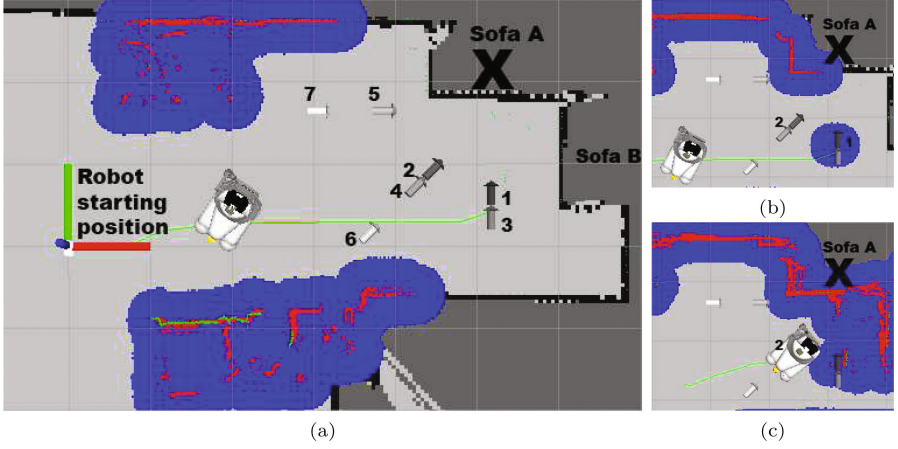 Sofa A
X
7
5
2
4
1
3
6
Sofa B
Robot
starting
position
(a)
Sofa A
X
2
1
(b)
Sofa A
X
2
(c)